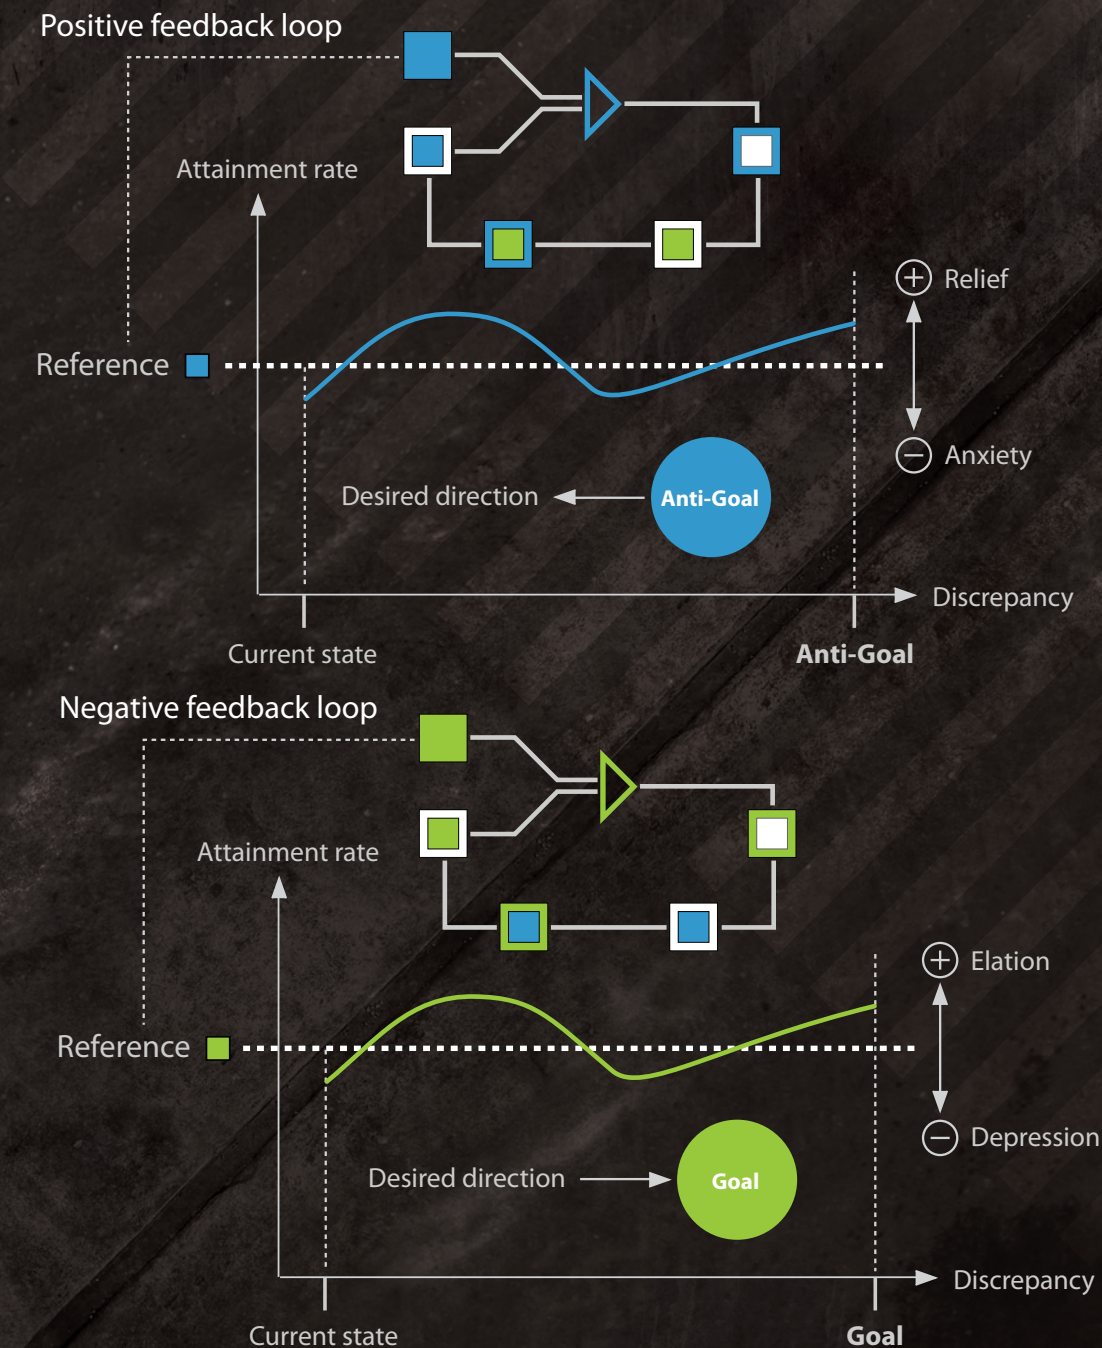 Positive feedback loop
Attainment rate
Relief
Reference
Anxiety
Desired direction
Anti-Goal
Discrepancy
Current state
Anti-Goal
Negative feedback loop
Attainment rate
Elation
Reference
Depression
Desired direction
Goal
Discrepancy
Current state
Goal